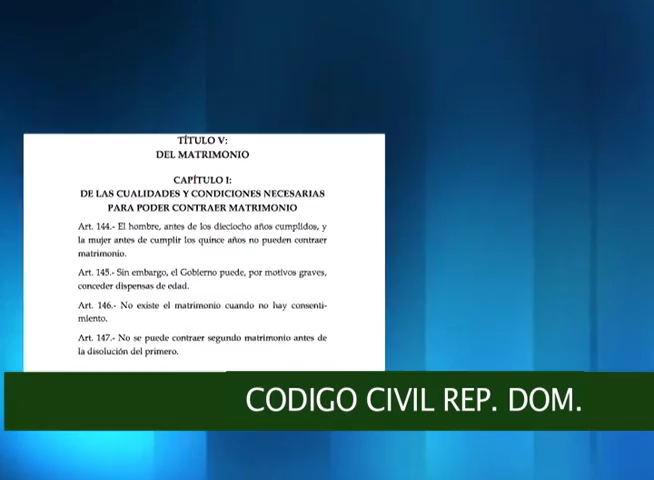 TÍTULO V:
DEL MATRIMONIO
CAPÍTULO I:
DE LAS CUALIDADES Y CONDICIONES NECESARIAS
PARA PODER CONTRAER MATRIMONIO
Art. 144.- El hombre, antes de los dieciocho años cumplidos, y
la mujer antes de cumplir los quince años no pueden contraer
matrimonio.
Art. 145.- Sin embargo, el Gobierno puede, por motivos graves,
conceder dispensas de edad.
Art. 146.- No existe el matrimonio cuando no hay consenti-
miento.
Art. 147.- No se puede contraer segundo matrimonio antes de
la disolución del primero.
CODIGO CIVIL REP. DOM.